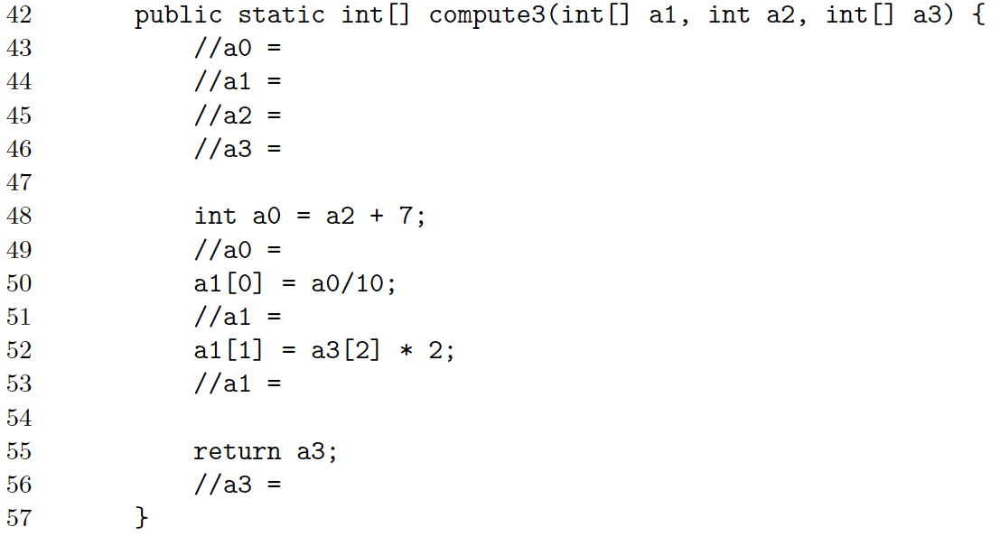 42 public static int[] compute3(int[] a1, int a2, int[] a3) {
43 //a0 =
44 //a1 =
45 //a2 =
46 //a3 =
47
48 int a0 = a2 + 7;
49 //a0 =
50 a1[0] = a0/10;
51 //a1 =
52 a1[1] = a3[2] * 2;
53 //a1 =
54
55 return a3;
56 //a3 =
57 }